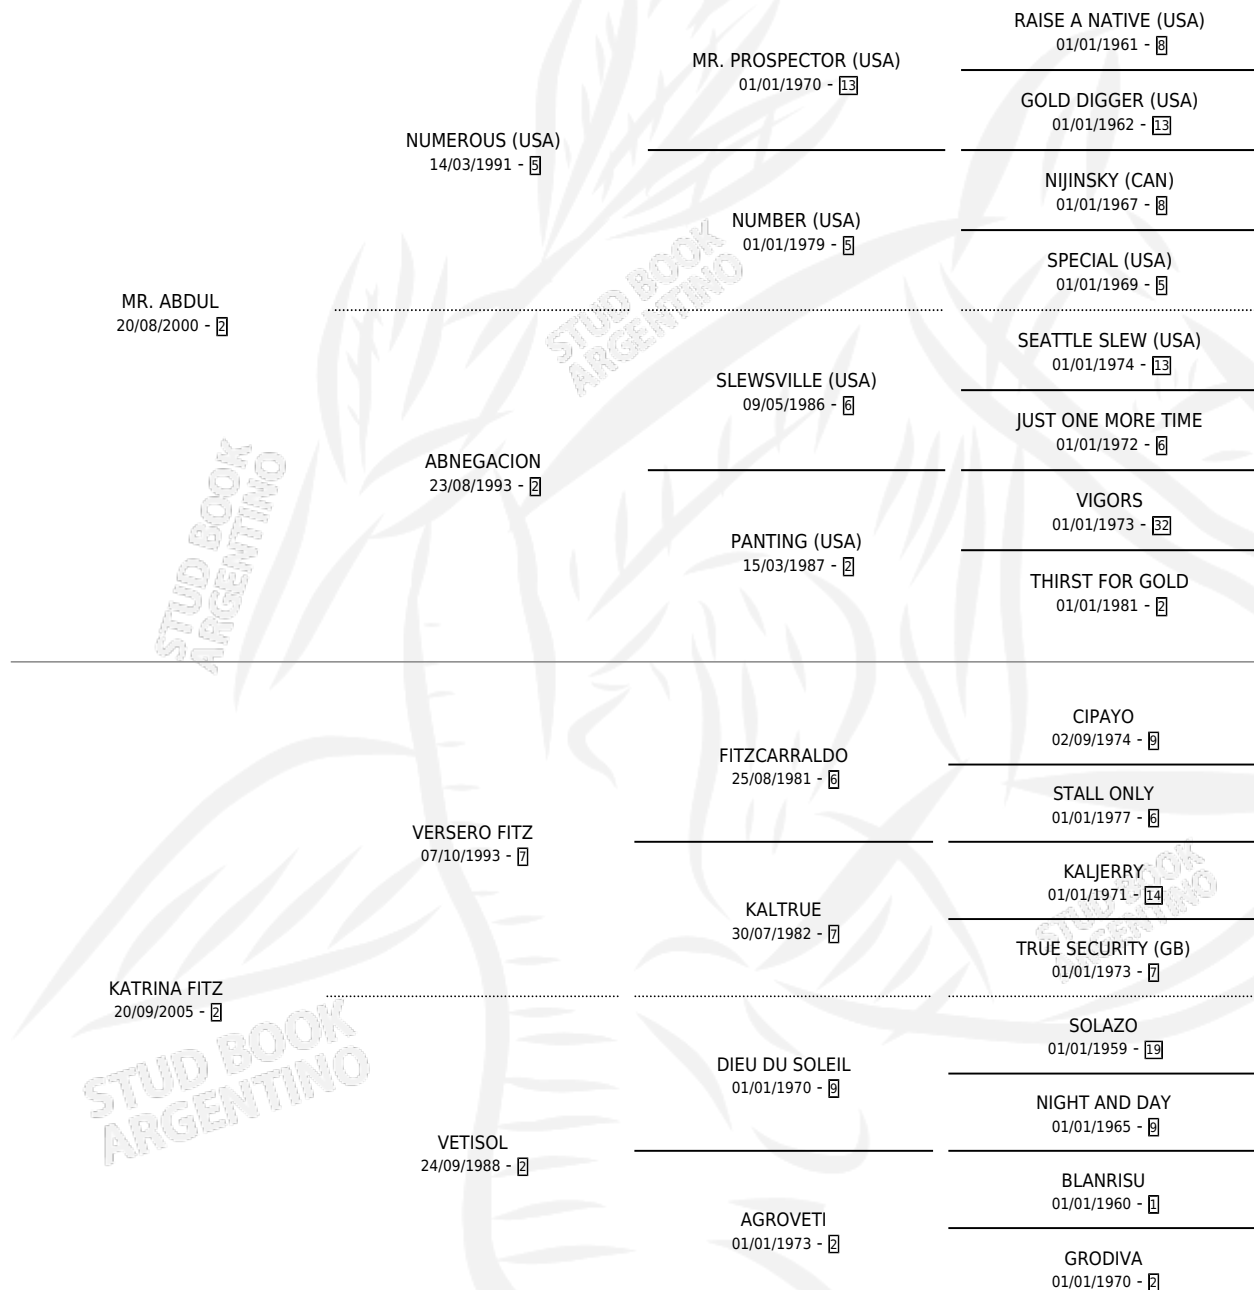 RAISE A NATIVE (USA)
01/01/1961 - 8
MR. PROSPECTOR (USA)
01/01/1970 - 13
GOLD DIGGER (USA)
01/01/1962 - 13
NUMEROUS (USA)
14/03/1991 - 5
NIJINSKY (CAN)
01/01/1967 - 8
NUMBER (USA)
01/01/1979 - 5
SPECIAL (USA)
01/01/1969 - 5
MR. ABDUL
20/08/2000 - 2
SEATTLE SLEW (USA)
01/01/1974 - 13
SLEWSVILLE (USA)
09/05/1986 - 6
JUST ONE MORE TIME
01/01/1972 - 6
ABNEGACION
23/08/1993 - 2
VIGORS
01/01/1973 - 32
PANTING (USA)
15/03/1987 - 2
THIRST FOR GOLD
01/01/1981 - 2
CIPAYO
02/09/1974 - 9
FITZCARRALDO
25/08/1981 - 6
STALL ONLY
01/01/1977 - 6
VERSERO FITZ
07/10/1993 - 7
KALJERRY
01/01/1971 - 14
KALTRUE
30/07/1982 - 7
TRUE SECURITY (GB)
01/01/1973 - 7
KATRINA FITZ
20/09/2005 - 2
SOLAZO
01/01/1959 - 19
DIEU DU SOLEIL
01/01/1970 - 9
NIGHT AND DAY
01/01/1965 - 9
VETISOL
24/09/1988 - 2
BLANRISU
01/01/1960 - 1
AGROVETI
01/01/1973 - 2
GRODIVA
01/01/1970 - 2
STUD BOOK
ARGENTINO
STUD BOOK
ARGENTINO
STUD BOOK
ARGENTINO
STUD BOOK
ARGENTINO